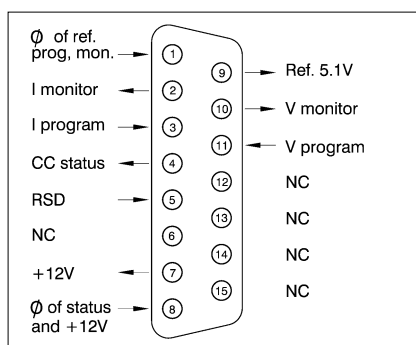 Ø of ref.
prog, mon.
1
I monitor
2
I program
3
CC status
4
RSD
5
NC
6
+12V
7
Ø of status
and +12V
8
9
Ref. 5.1V
10
V monitor
11
V program
12
NC
13
NC
14
NC
15
NC